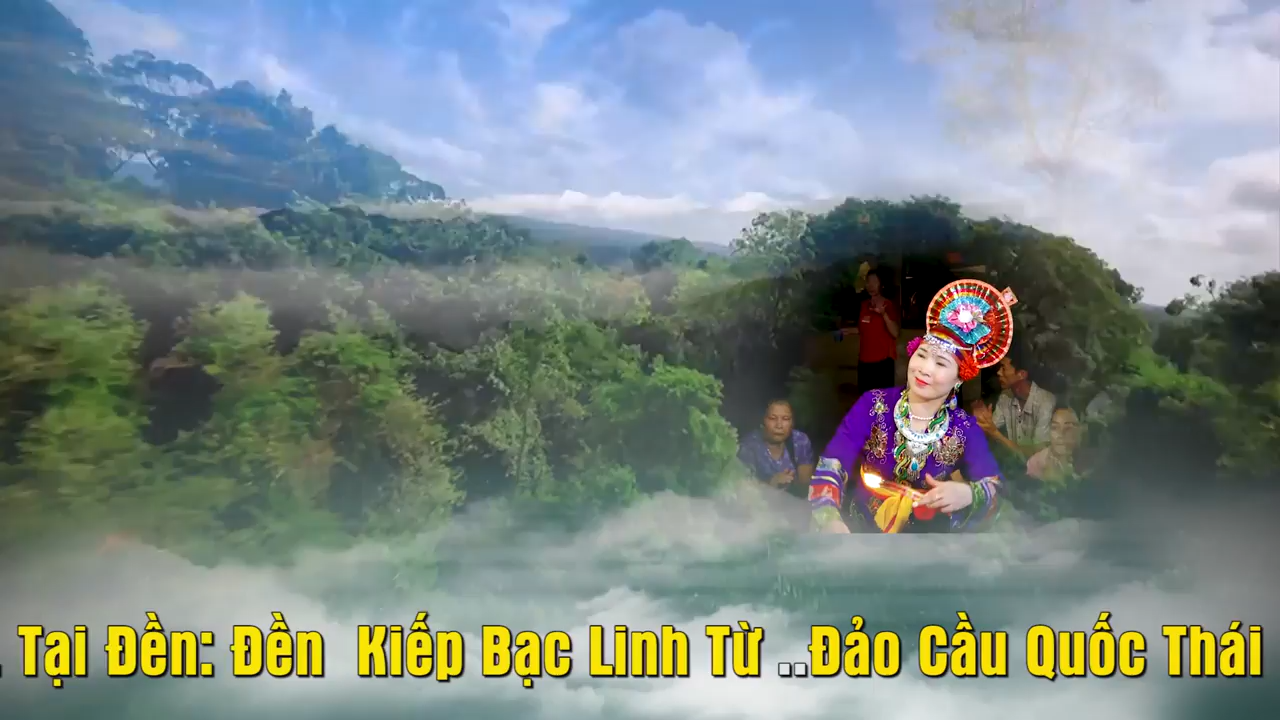 . Tại Đền: Đền Kiếp Bạc Linh Từ ..Đảo Cầu Quốc Thái